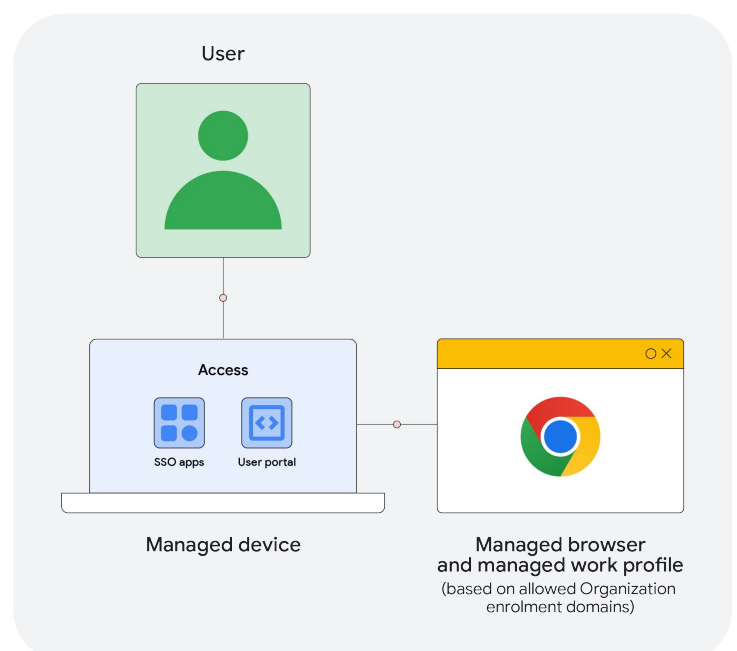 User
Access
SSO apps
User portal
Managed device
Managed browser
and managed work profile
(based on allowed Organization
enrolment domains)